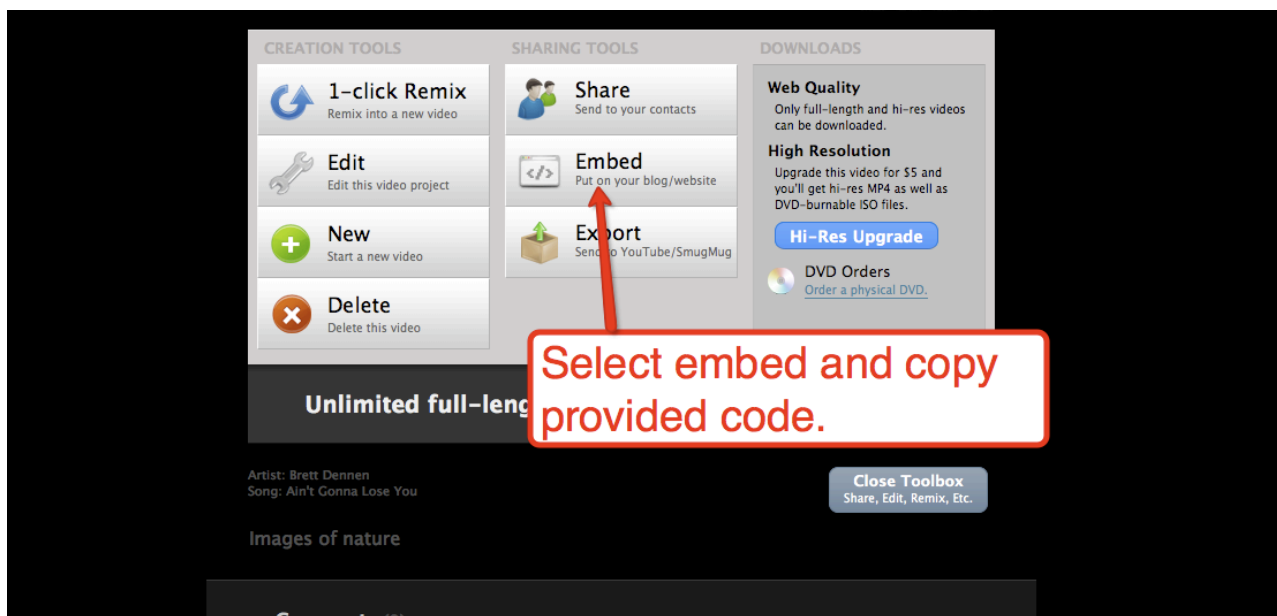 CREATION TOOLS
1-click Remix
Remix into a new video
Edit
Edit this video project
New
Start a new video
Delete
Delete this video
SHARING TOOLS
Share
Send to your contacts
</>
Embed
Put on your blog/website
Export
Send to YouTube/SmugMug
DOWNLOADS
Web Quality
Only full-length and hi-res videos
can be downloaded.
High Resolution
Upgrade this video for $5 and
you'll get hi-res MP4 as well as
DVD-burnable ISO files.
Hi-Res Upgrade
DVD Orders
Order a physical DVD.
Select embed and copy
provided code.
Unlimited
Artist: Brett Dennen
Song: Ain't Gonna Lose You
Close Toolbox
Share, Edit, Remix, Etc.
Images of nature